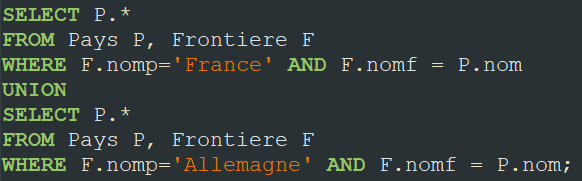 SELECT P.*
FROM Pays P, Frontiere F
WHERE F.nomp='France' AND F.nomf = P.nom
UNION
SELECT P.*
FROM Pays P, Frontiere F
WHERE F.nomp='Allemagne' AND F.nomf = P.nom;